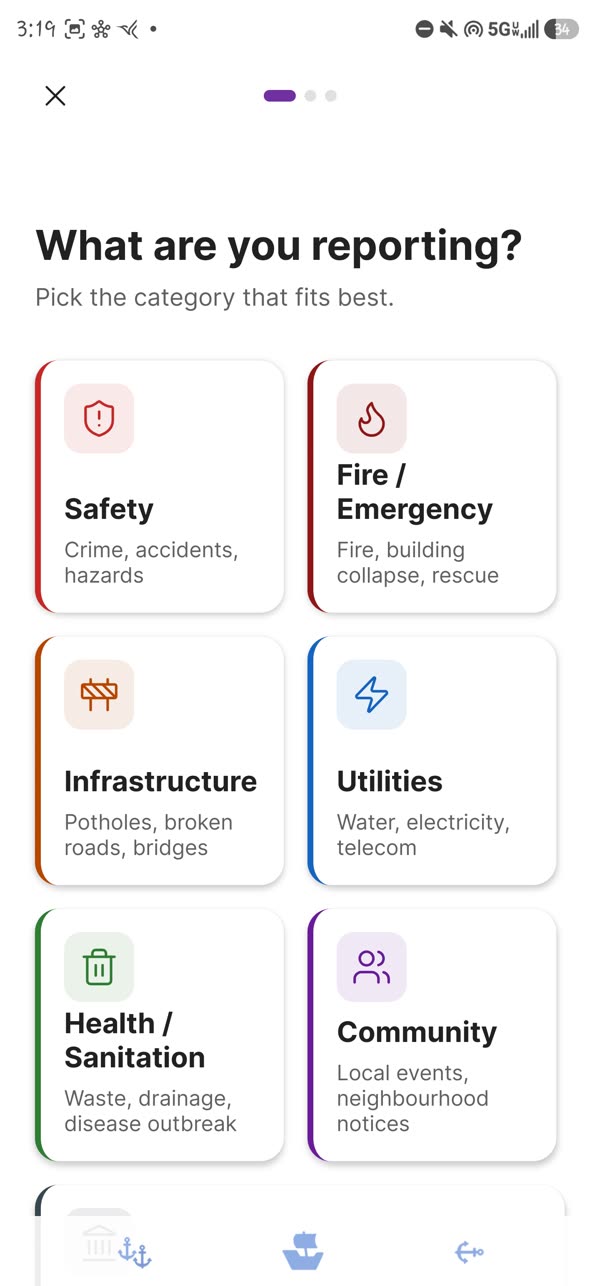 3:19
5G
34
What are you reporting?
Pick the category that fits best.
Safety
Crime, accidents,
hazards
Fire /
Emergency
Fire, building
collapse, rescue
Infrastructure
Potholes, broken
roads, bridges
Utilities
Water, electricity,
telecom
Health /
Sanitation
Waste, drainage,
disease outbreak
Community
Local events,
neighbourhood
notices